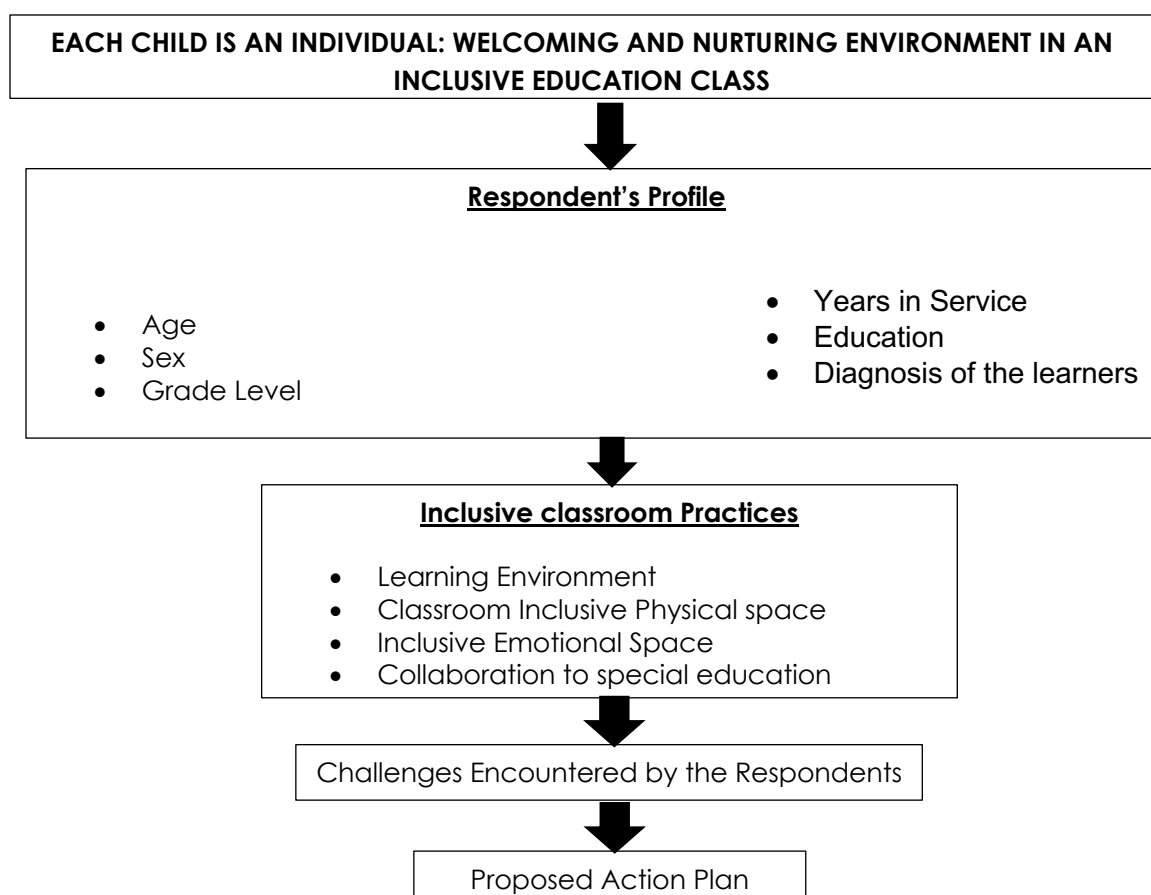 EACH CHILD IS AN INDIVIDUAL: WELCOMING AND NURTURING ENVIRONMENT IN AN
INCLUSIVE EDUCATION CLASS
Respondent’s Profile
• Age
• Sex
• Grade Level
• Years in Service
• Education
• Diagnosis of the learners
Inclusive classroom Practices
• Learning Environment
• Classroom Inclusive Physical space
• Inclusive Emotional Space
• Collaboration to special education
Challenges Encountered by the Respondents
Proposed Action Plan